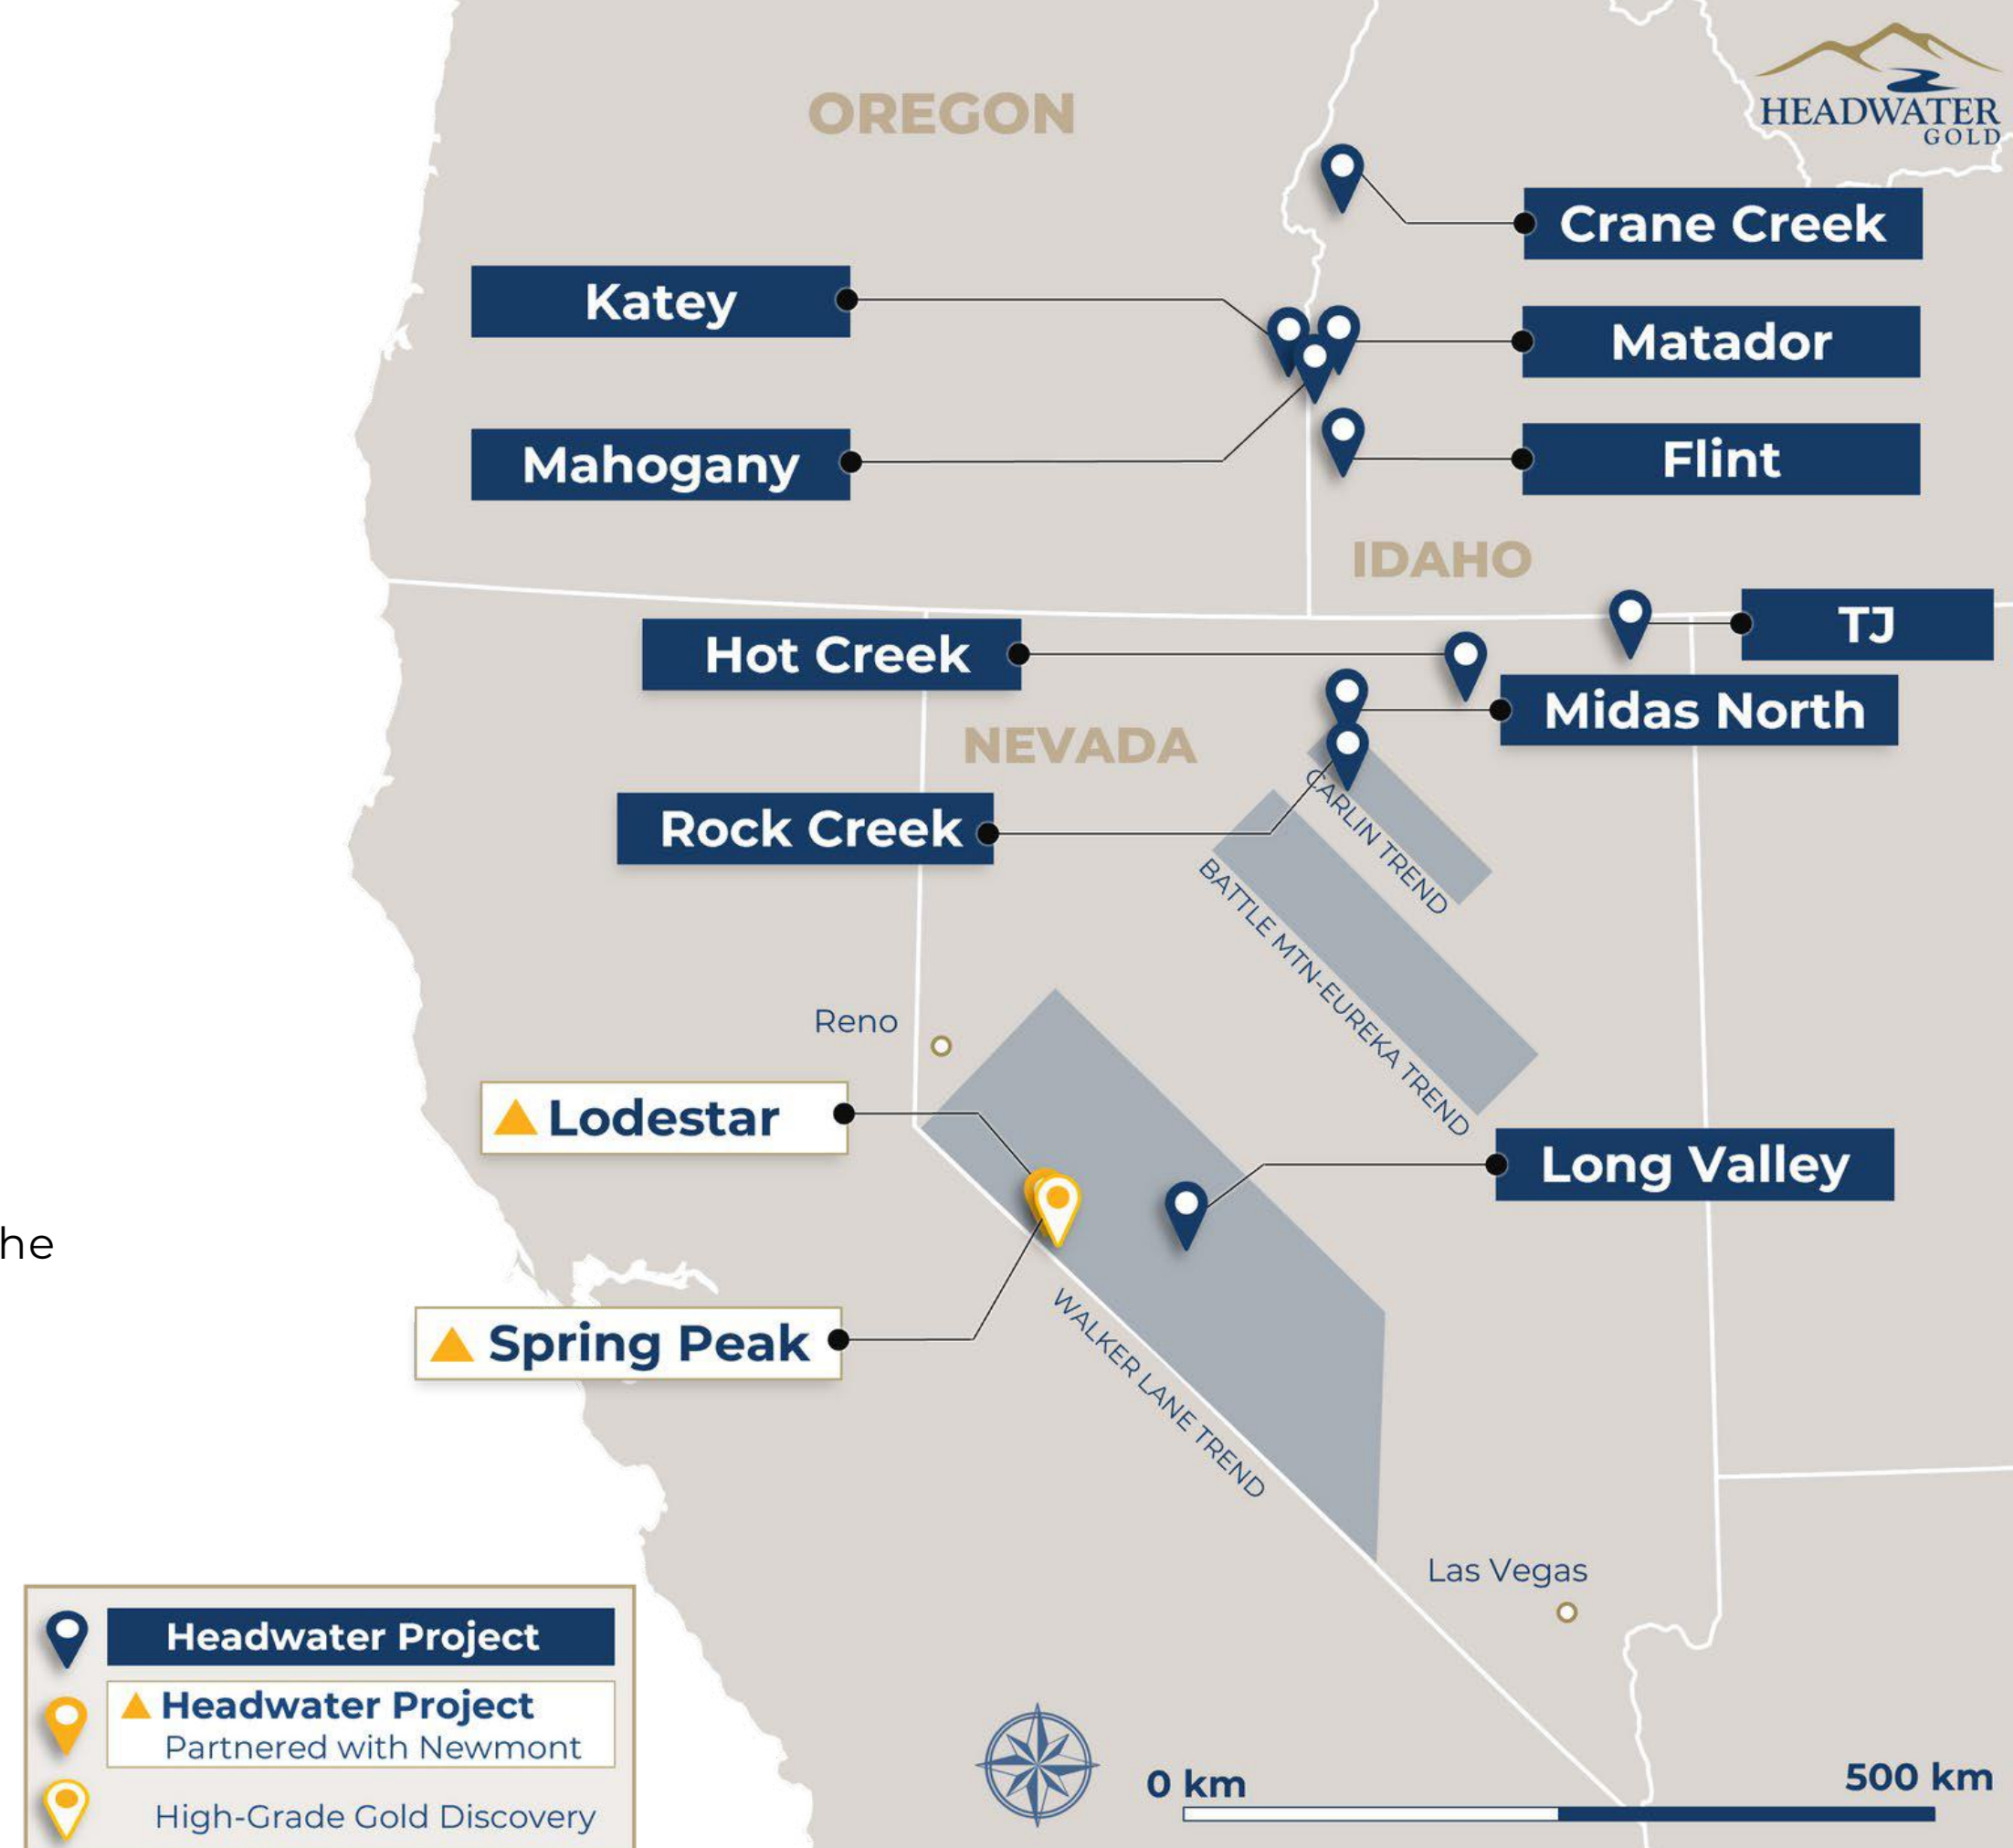 OREGON
HEADWATER
GOLD
Crane Creek
Katey
Matador
Mahogany
Flint
IDAHO
TJ
Hot Creek
Midas North
NEVADA
Rock Creek
CARLIN TREND
BATTLE MTN-EUREKA TREND
Reno
Lodestar
Long Valley
he
Spring Peak
WALKER LANE TREND
Las Vegas
Headwater Project
Headwater Project
Partnered with Newmont
High-Grade Gold Discovery
0 km
500 km